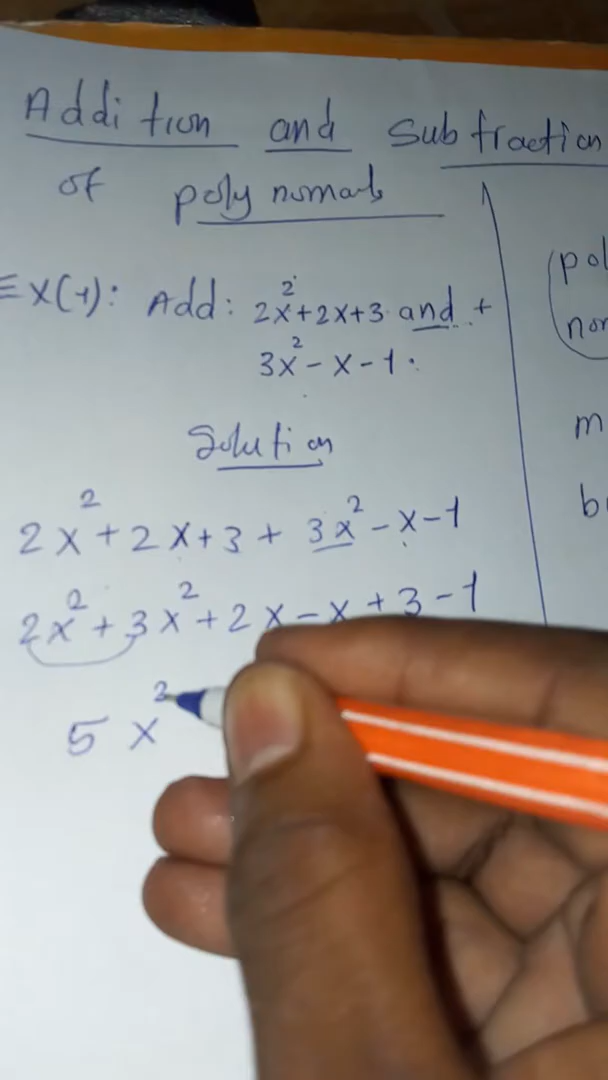 Addition and Subtraction
of polynomals
EX(1): Add: 2x²+2x+3 and +
3x²-x-1.
Solution
2x²+2x+3+3x²-x-1
2x²+3x²+2x-x+3-1
5x²